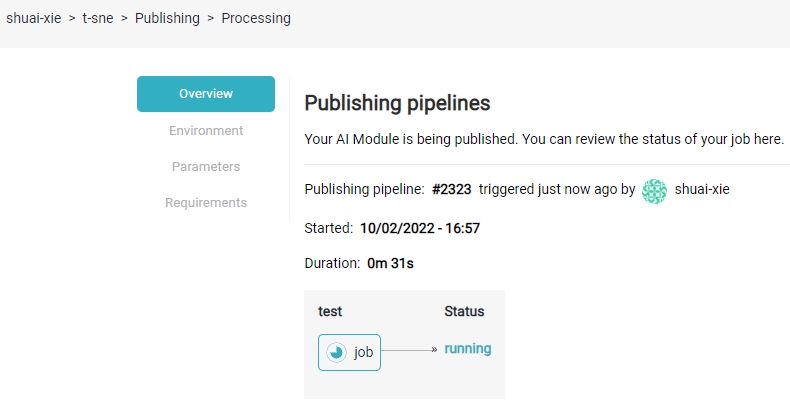 shuai-xie > t-sne > Publishing > Processing
Overview
Environment
Parameters
Requirements
Publishing pipelines
Your AI Module is being published. You can review the status of your job here.
Publishing pipeline: #2323 triggered just now ago by shuai-xie
Started: 10/02/2022 - 16:57
Duration: 0m 31s
test Status
job » running